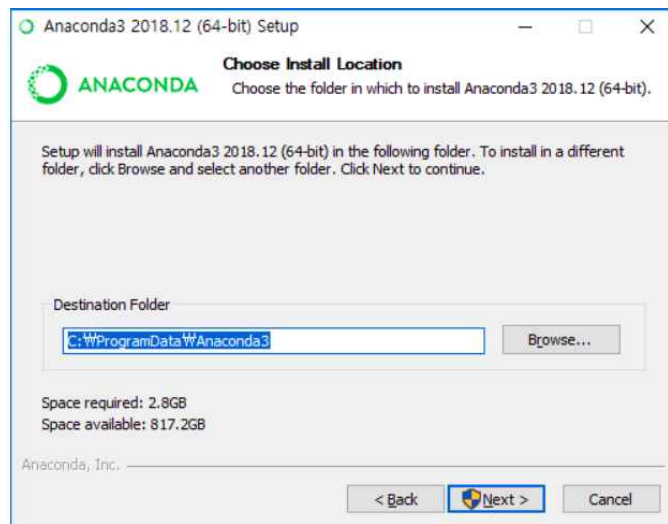 Anaconda3 2018.12 (64-bit) Setup
ANACONDA
Choose Install Location
Choose the folder in which to install Anaconda3 2018.12 (64-bit).
Setup will install Anaconda3 2018.12 (64-bit) in the following folder. To install in a different
folder, click Browse and select another folder. Click Next to continue.
Destination Folder
C:₩ProgramData₩Anaconda3
Browse...
Space required: 2.8GB
Space available: 817.2GB
Anaconda, Inc.
< Back
Next >
Cancel